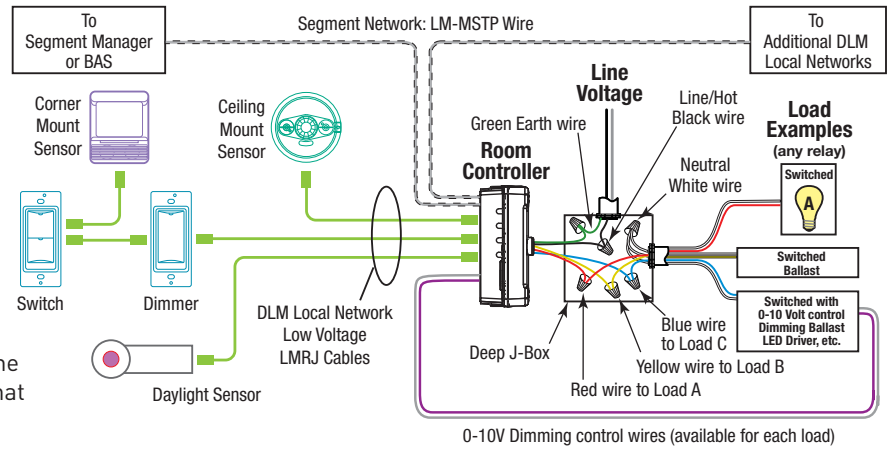 To
Segment Manager
or BAS
Segment Network: LM-MSTP Wire
To
Additional DLM
Local Networks
Corner
Mount
Sensor
Ceiling
Mount
Sensor
Line
Voltage
Green Earth wire
Line/Hot
Black wire
Room
Controller
Neutral
White wire
Load
Examples
(any relay)
Switched
A
Switched
Ballast
Switched with
0-10 Volt control
Dimming Ballast
LED Driver, etc.
Switch
Dimmer
DLM Local Network
Low Voltage
LMRJ Cables
Deep J-Box
Blue wire
to Load C
Yellow wire to Load B
Red wire to Load A
ne
hat
Daylight Sensor
0-10V Dimming control wires (available for each load)